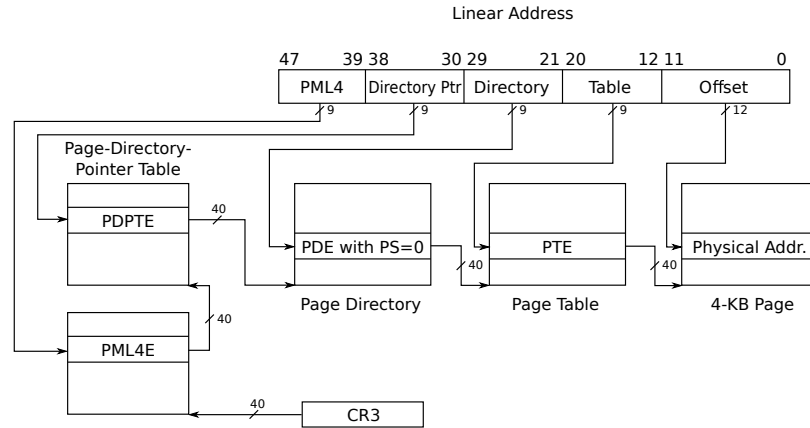 Linear Address
47 39 38 30 29 21 20 12 11 0
PML4 Directory Ptr Directory Table Offset
9 9 9 9 12
Page-Directory-
Pointer Table
PDPTE
40
PDE with PS=0
40
PTE
40
Physical Addr.
Page Directory
Page Table
4-KB Page
40
PML4E
40
CR3